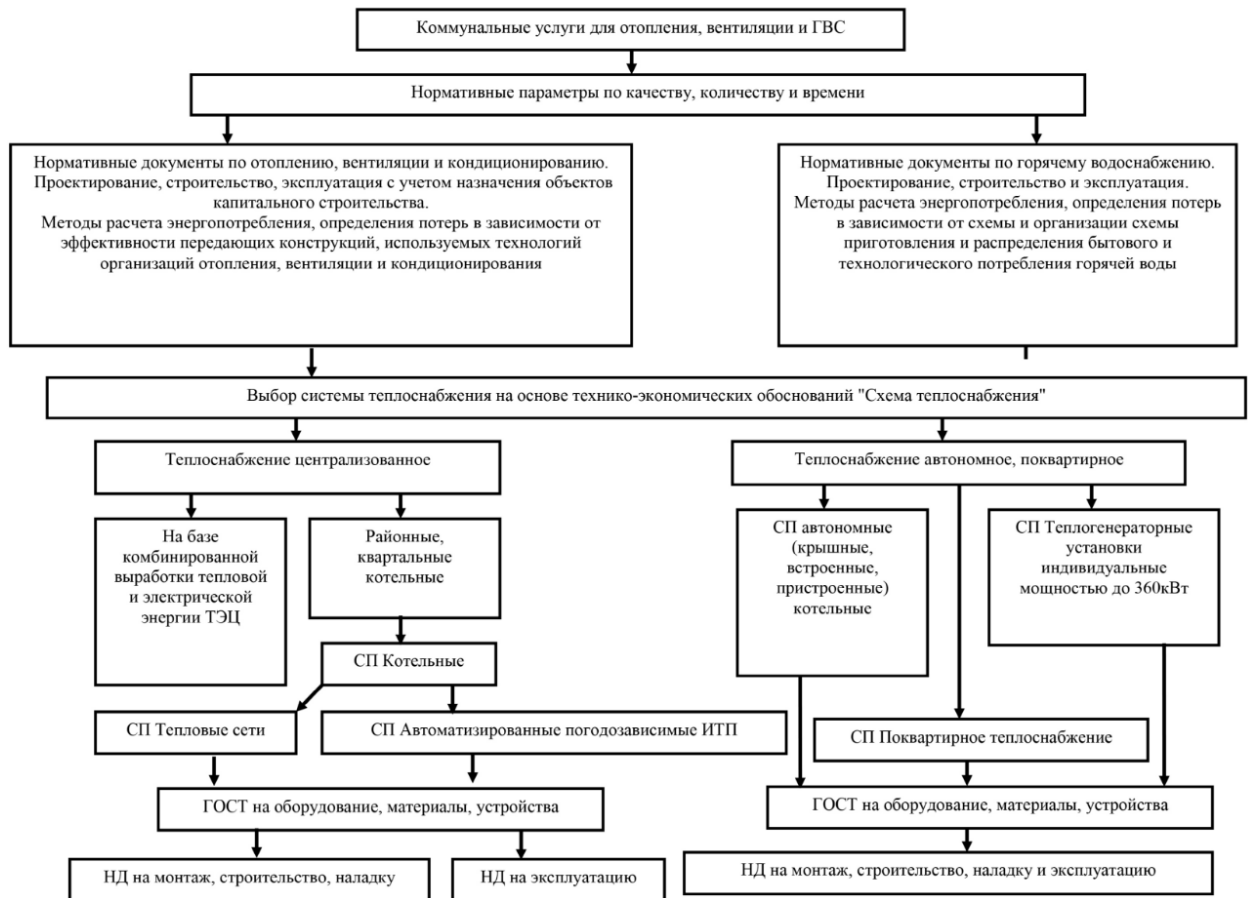 Коммунальные услуги для отопления, вентиляции и ГВС
Нормативные параметры по качеству, количеству и времени
Нормативные документы по отоплению, вентиляции и кондиционированию.
Проектирование, строительство, эксплуатация с учетом назначения объектов
капитального строительства.
Методы расчета энергопотребления, определения потерь в зависимости от
эффективности передающих конструкций, используемых технологий
организаций отопления, вентиляции и кондиционирования
Нормативные документы по горячему водоснабжению.
Проектирование, строительство и эксплуатация.
Методы расчета энергопотребления, определения потерь
в зависимости от схемы и организации схемы
приготовления и распределения бытового и
технологического потребления горячей воды
Выбор системы теплоснабжения на основе технико-экономических обоснований "Схема теплоснабжения"
Теплоснабжение централизованное
Теплоснабжение автономное, поквартирное
На базе
комбинированной
выработки тепловой
и электрической
энергии ТЭЦ
Районные,
квартальные
котельные
СП автономные
(крышные,
встроенные,
пристроенные)
котельные
СП Теплогенераторные
установки
индивидуальные
мощностью до 360кВт
СП Котельные
СП Тепловые сети
СП Автоматизированные погодозависимые ИТП
СП Поквартирное теплоснабжение
ГОСТ на оборудование, материалы, устройства
ГОСТ на оборудование, материалы, устройства
НД на монтаж, строительство, наладку
НД на эксплуатацию
НД на монтаж, строительство, наладку и эксплуатацию